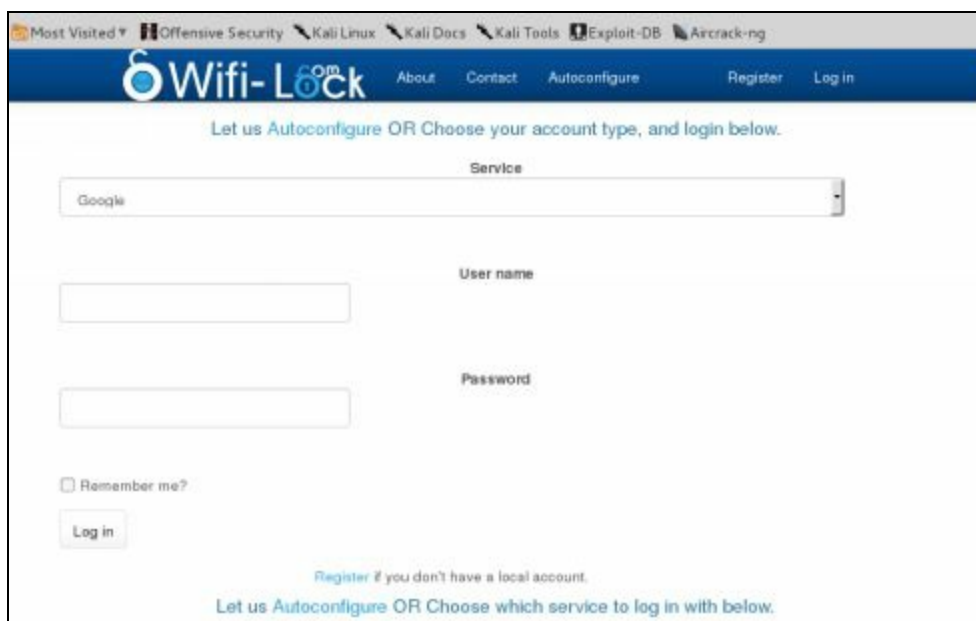 Most Visited Offensive Security Kali Linux Kali Docs Kali Tools Exploit-DB Aircrack-ng
Wifi-Lock om About Contact Autoconfigure Register Log in
Let us Autoconfigure OR Choose your account type, and login below.
Service
Google
User name
Password
Remember me?
Log in
Register if you don't have a local account.
Let us Autoconfigure OR Choose which service to log in with below.